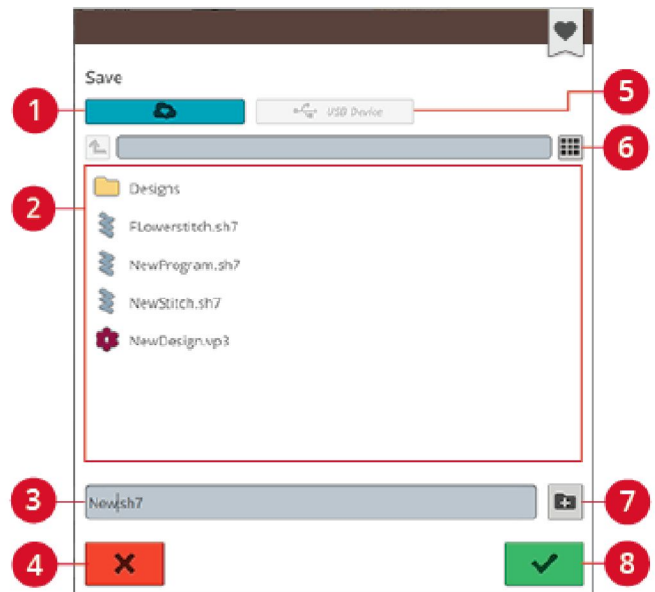 Save
1
USB Device
5
6
2
Designs
FLowerstitch.sh7
NewProgram.sh7
NewStitch.sh7
NewDesign.vp3
3
New.sh7
7
4
8